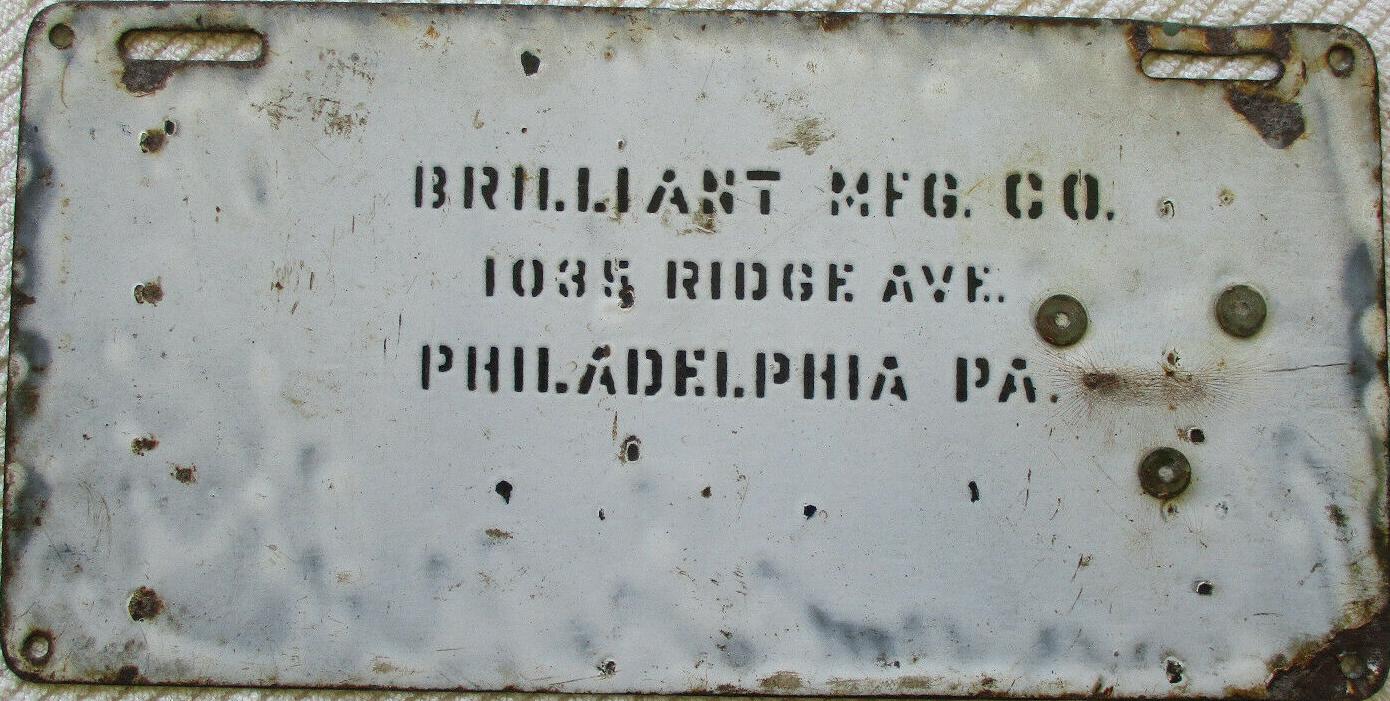 BRILLIANT MFG. CO.
1035 RIDGE AVE.
PHILADELPHIA PA.